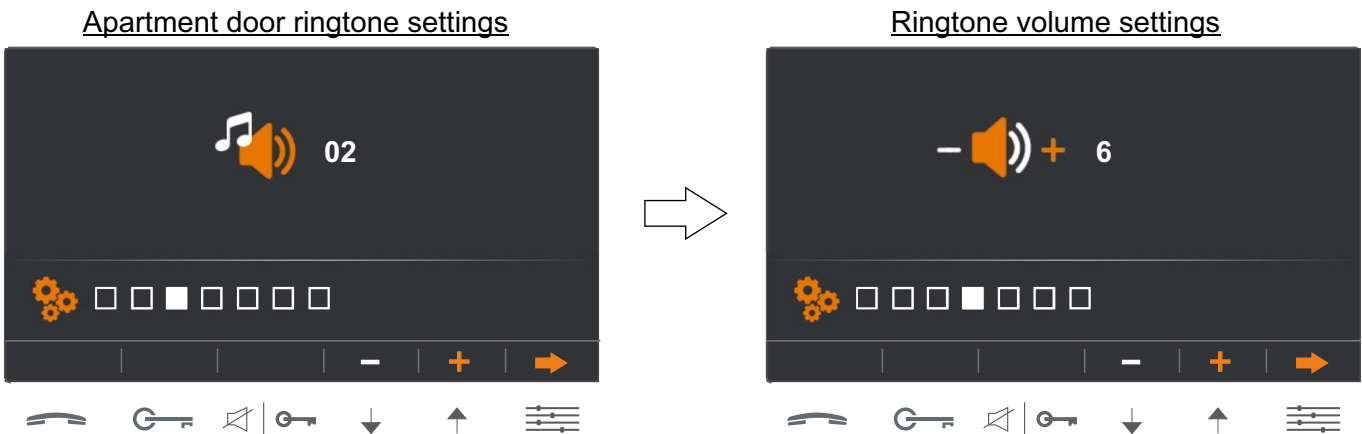 Apartment door ringtone settings
Ringtone volume settings
02
− + 6
− +
− +